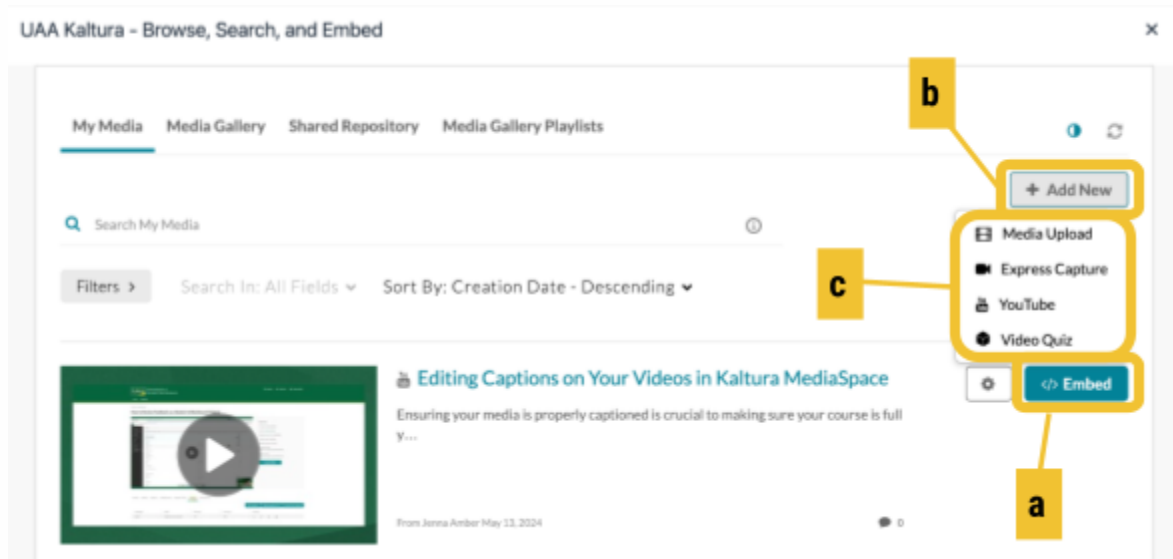 UAA Kaltura - Browse, Search, and Embed
b
My Media Media Gallery Shared Repository Media Gallery Playlists
+ Add New
Search My Media
Media Upload
Express Capture
c
Filters > Search In: All Fields Sort By: Creation Date - Descending
YouTube
Video Quiz
Editing Captions on Your Videos in Kaltura MediaSpace
</> Embed
Ensuring your media is properly captioned is crucial to making sure your course is full
y...
a
From Jenna Amber May 13, 2024
0